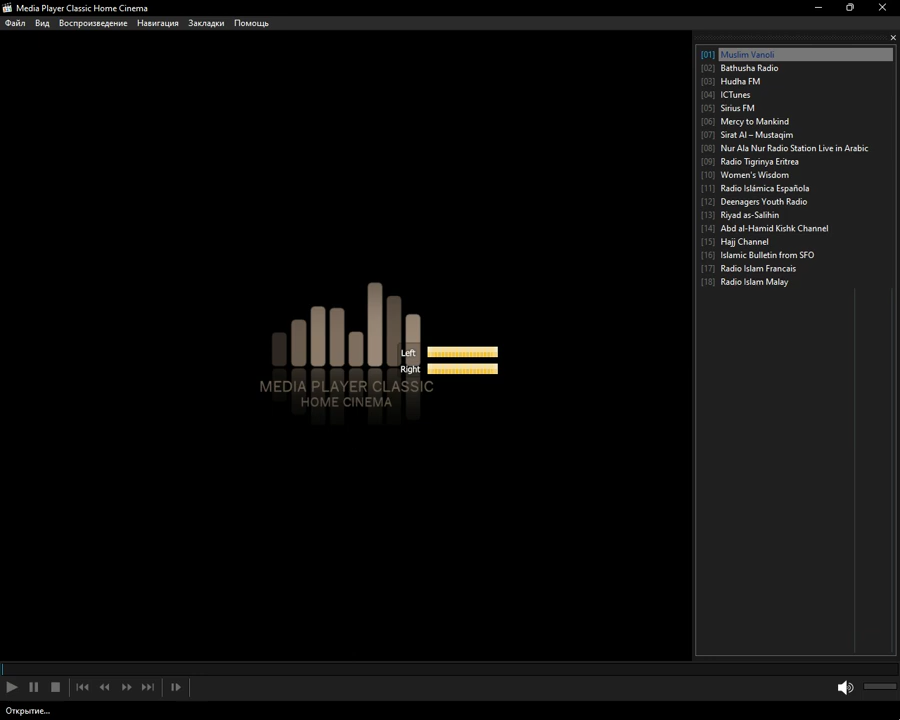 Media Player Classic Home Cinema
Файл Вид Воспроизведение Навигация Закладки Помощь
[01] Muslim Vanoli
[02] Bathusha Radio
[03] Hudha FM
[04] ICTunes
[05] Sirius FM
[06] Mercy to Mankind
[07] Sirat Al – Mustaqim
[08] Nur Ala Nur Radio Station Live in Arabic
[09] Radio Tigrinya Eritrea
[10] Women's Wisdom
[11] Radio Islámica Española
[12] Deenagers Youth Radio
[13] Riyad as-Salihin
[14] Abd al-Hamid Kishk Channel
[15] Hajj Channel
[16] Islamic Bulletin from SFO
[17] Radio Islam Francais
[18] Radio Islam Malay
Left
Right
MEDIA PLAYER CLASSIC
HOME CINEMA
Открытие...